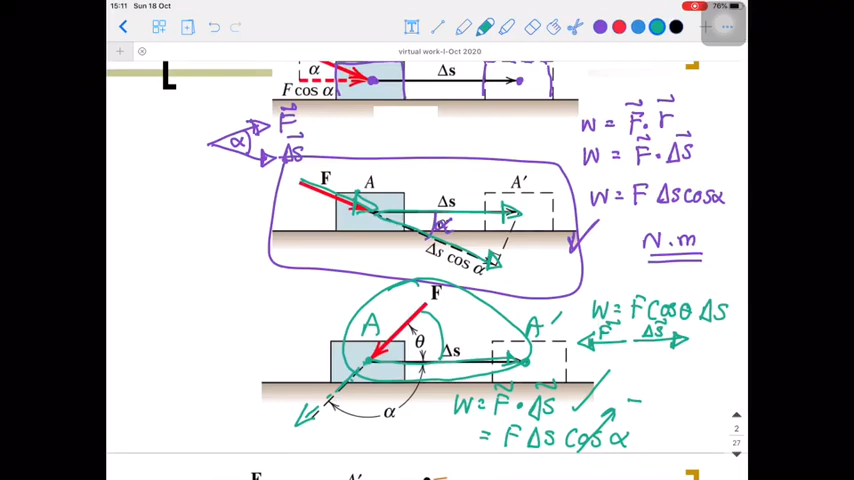 15:11 Sun 18 Oct
76%
virtual work-I-Oct 2020
α
Δs
F cos α
F
α
Δs
W = F · r
W = F · Δs
W = F Δs cos α
N.m
F
A
Δs
A'
α
Δs cos α
F
W = F Cos θ Δs
A
A'
θ
Δs
F
Δs
α
W = F · Δs
= F Δs Cos α
-
2
27
F
A'